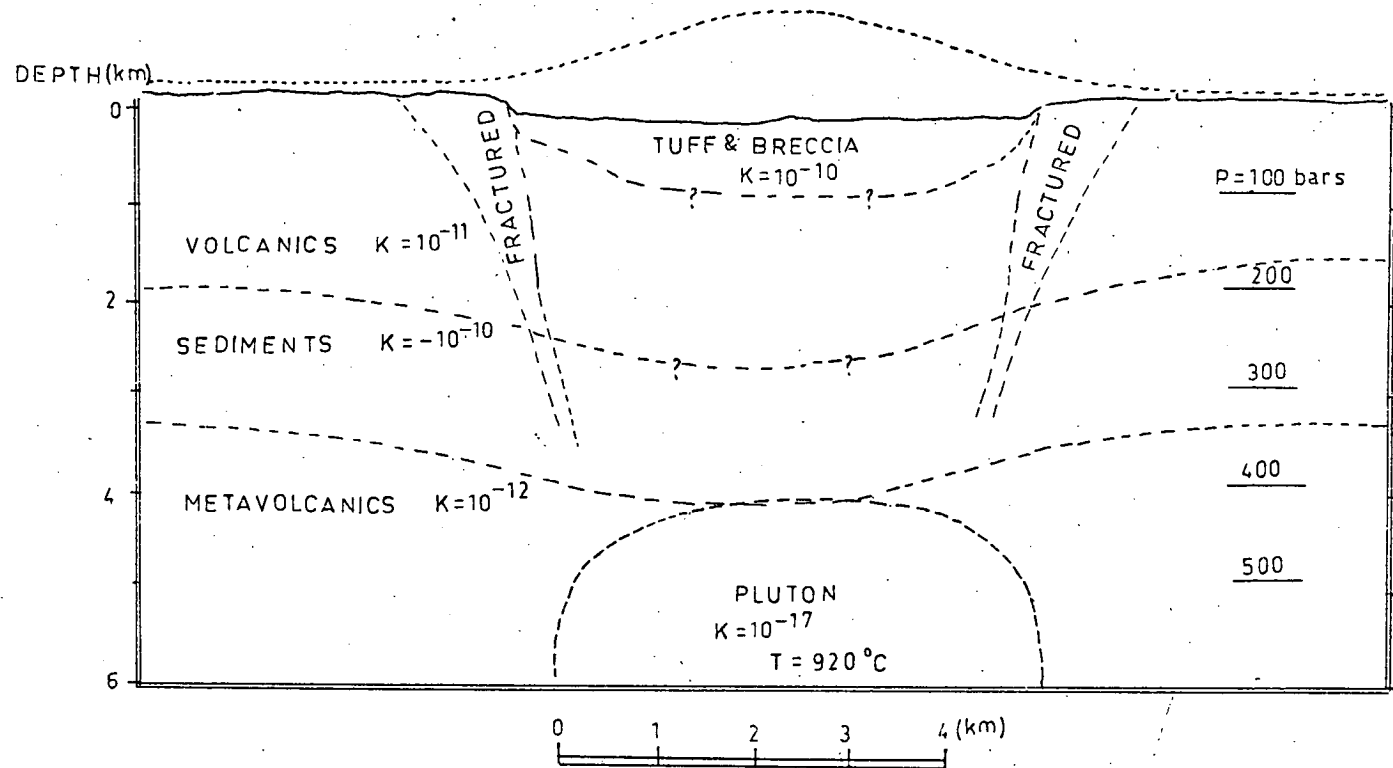 DEPTH (km)
0
2
4
6
FRACTURED
TUFF & BRECCIA
K = 10⁻¹⁰
? ?
FRACTURED
P = 100 bars
VOLCANICS K = 10⁻¹¹
200
SEDIMENTS K = -10⁻¹⁰
? ?
300
400
METAVOLCANICS K = 10⁻¹²
500
PLUTON
K = 10⁻¹⁷
T = 920 °C
0 1 2 3 4 (km)